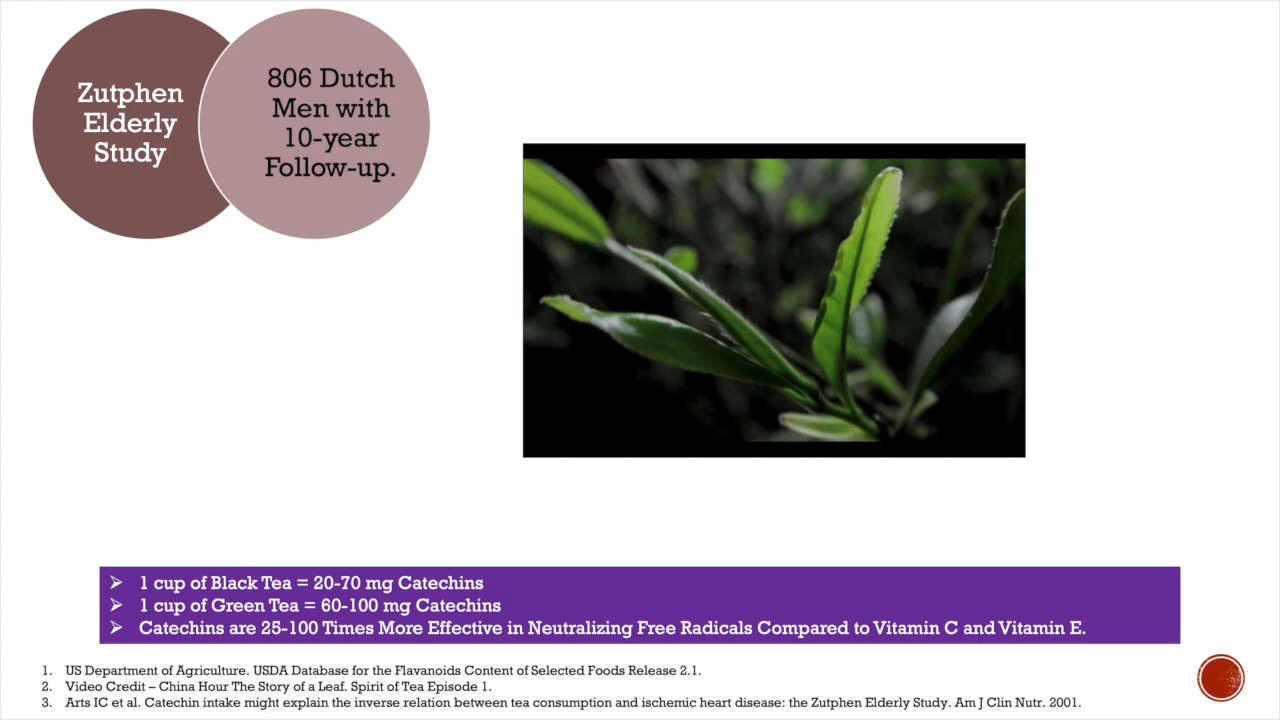 Zutphen
Elderly
Study
806 Dutch
Men with
10-year
Follow-up.
➢ 1 cup of Black Tea = 20-70 mg Catechins
➢ 1 cup of Green Tea = 60-100 mg Catechins
➢ Catechins are 25-100 Times More Effective in Neutralizing Free Radicals Compared to Vitamin C and Vitamin E.
1. US Department of Agriculture. USDA Database for the Flavanoids Content of Selected Foods Release 2.1.
2. Video Credit – China Hour The Story of a Leaf. Spirit of Tea Episode 1.
3. Arts IC et al. Catechin intake might explain the inverse relation between tea consumption and ischemic heart disease: the Zutphen Elderly Study. Am J Clin Nutr. 2001.